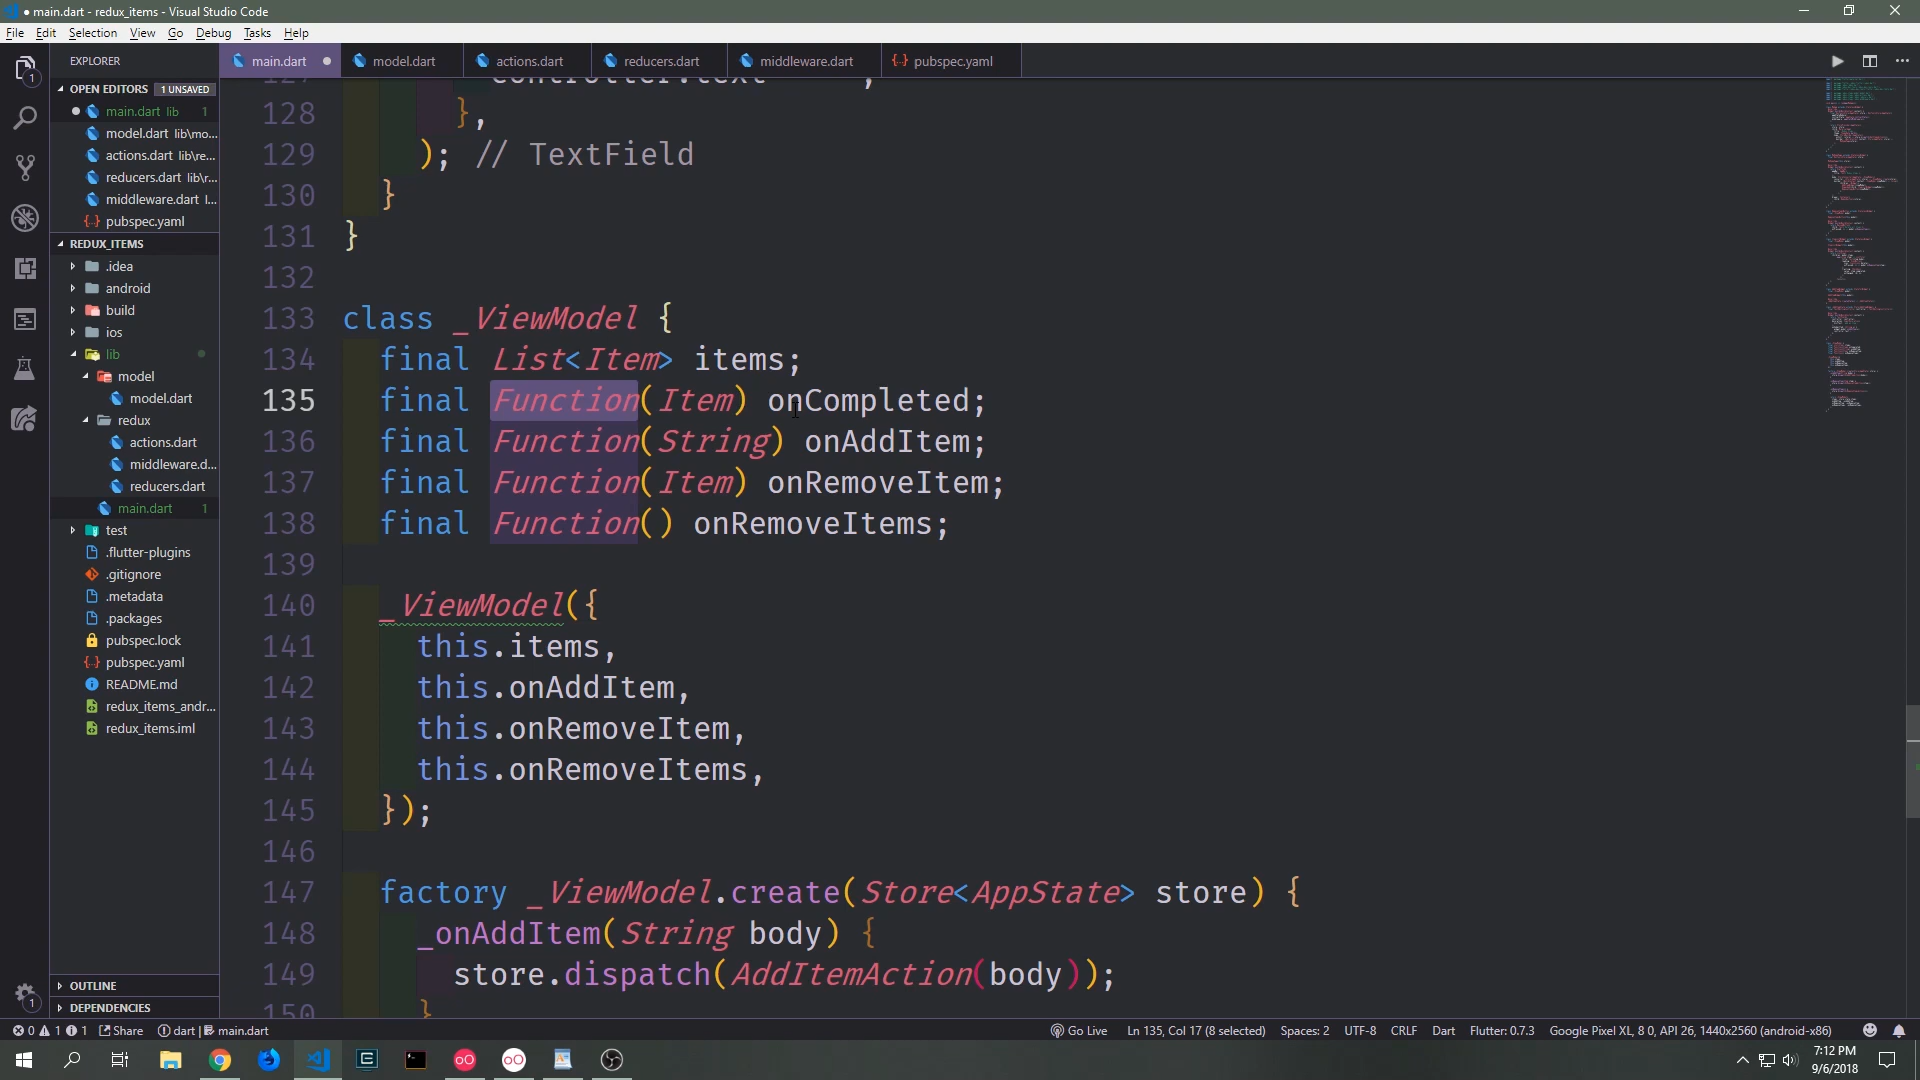 main.dart - redux_items - Visual Studio Code
File Edit Selection View Go Debug Tasks Help
EXPLORER
OPEN EDITORS 1 UNSAVED
main.dart lib 1
model.dart lib\mo...
actions.dart lib\re...
reducers.dart lib\r...
middleware.dart l...
pubspec.yaml
REDUX_ITEMS
.idea
android
build
ios
lib
model
model.dart
redux
actions.dart
middleware.d...
reducers.dart
main.dart 1
test
.flutter-plugins
.gitignore
.metadata
.packages
pubspec.lock
pubspec.yaml
README.md
redux_items_andr...
redux_items.iml
OUTLINE
DEPENDENCIES
main.dart model.dart actions.dart reducers.dart middleware.dart pubspec.yaml
127 controller.text = '';
128 },
129 ); // TextField
130 }
131 }
132
133 class _ViewModel {
134 final List<Item> items;
135 final Function(Item) onCompleted;
136 final Function(String) onAddItem;
137 final Function(Item) onRemoveItem;
138 final Function() onRemoveItems;
139
140 _ViewModel({
141 this.items,
142 this.onAddItem,
143 this.onRemoveItem,
144 this.onRemoveItems,
145 });
146
147 factory _ViewModel.create(Store<AppState> store) {
148 _onAddItem(String body) {
149 store.dispatch(AddItemAction(body));
150 }
0 1 1 Share dart | main.dart Go Live Ln 135, Col 17 (8 selected) Spaces: 2 UTF-8 CRLF Dart Flutter: 0.7.3 Google Pixel XL, 8 0, API 26, 1440x2560 (android-x86)
7:12 PM
9/6/2018